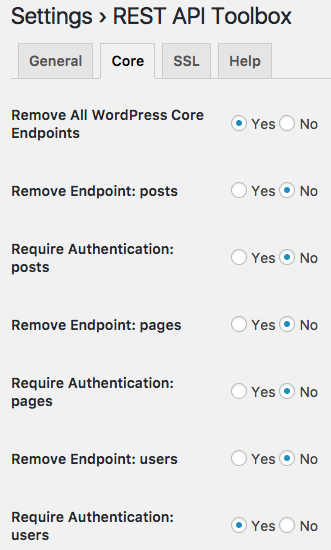 Settings › REST API Toolbox
General Core SSL Help
Remove All WordPress Core
Endpoints
Yes No
Remove Endpoint: posts Yes No
Require Authentication:
posts
Yes No
Remove Endpoint: pages Yes No
Require Authentication:
pages
Yes No
Remove Endpoint: users Yes No
Require Authentication:
users
Yes No